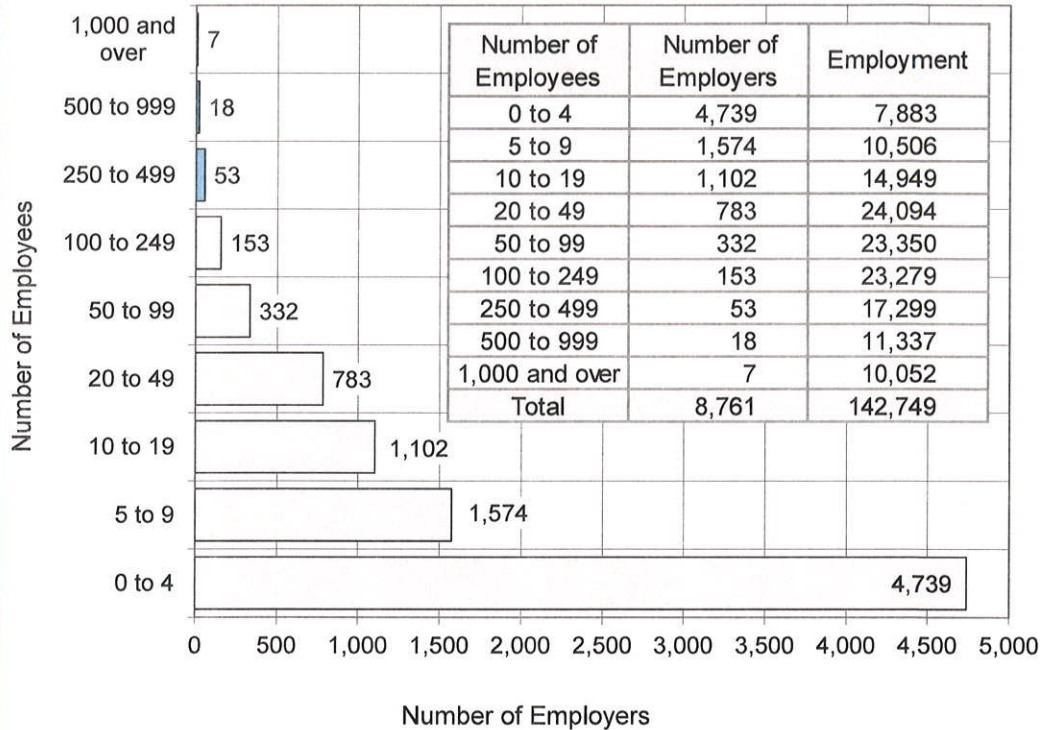 1,000 and
over
7
500 to 999
18
250 to 499
53
100 to 249
153
50 to 99
332
20 to 49
783
10 to 19
1,102
5 to 9
1,574
0 to 4
4,739
Number of Employees
0 500 1,000 1,500 2,000 2,500 3,000 3,500 4,000 4,500 5,000
Number of Employers
Number of Number of Employment
Employees Employers
0 to 4 4,739 7,883
5 to 9 1,574 10,506
10 to 19 1,102 14,949
20 to 49 783 24,094
50 to 99 332 23,350
100 to 249 153 23,279
250 to 499 53 17,299
500 to 999 18 11,337
1,000 and over 7 10,052
Total 8,761 142,749